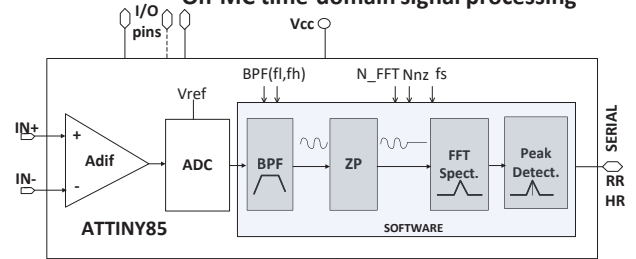 On-MC time-domain signal processing
I/O
pins
Vcc
BPF(fl,fh)
N_FFT Nnz fs
Vref
IN+
IN-
+
-
Adif
ADC
BPF
ZP
FFT
Spect.
Peak
Detect.
SERIAL
RR
HR
ATTINY85
SOFTWARE